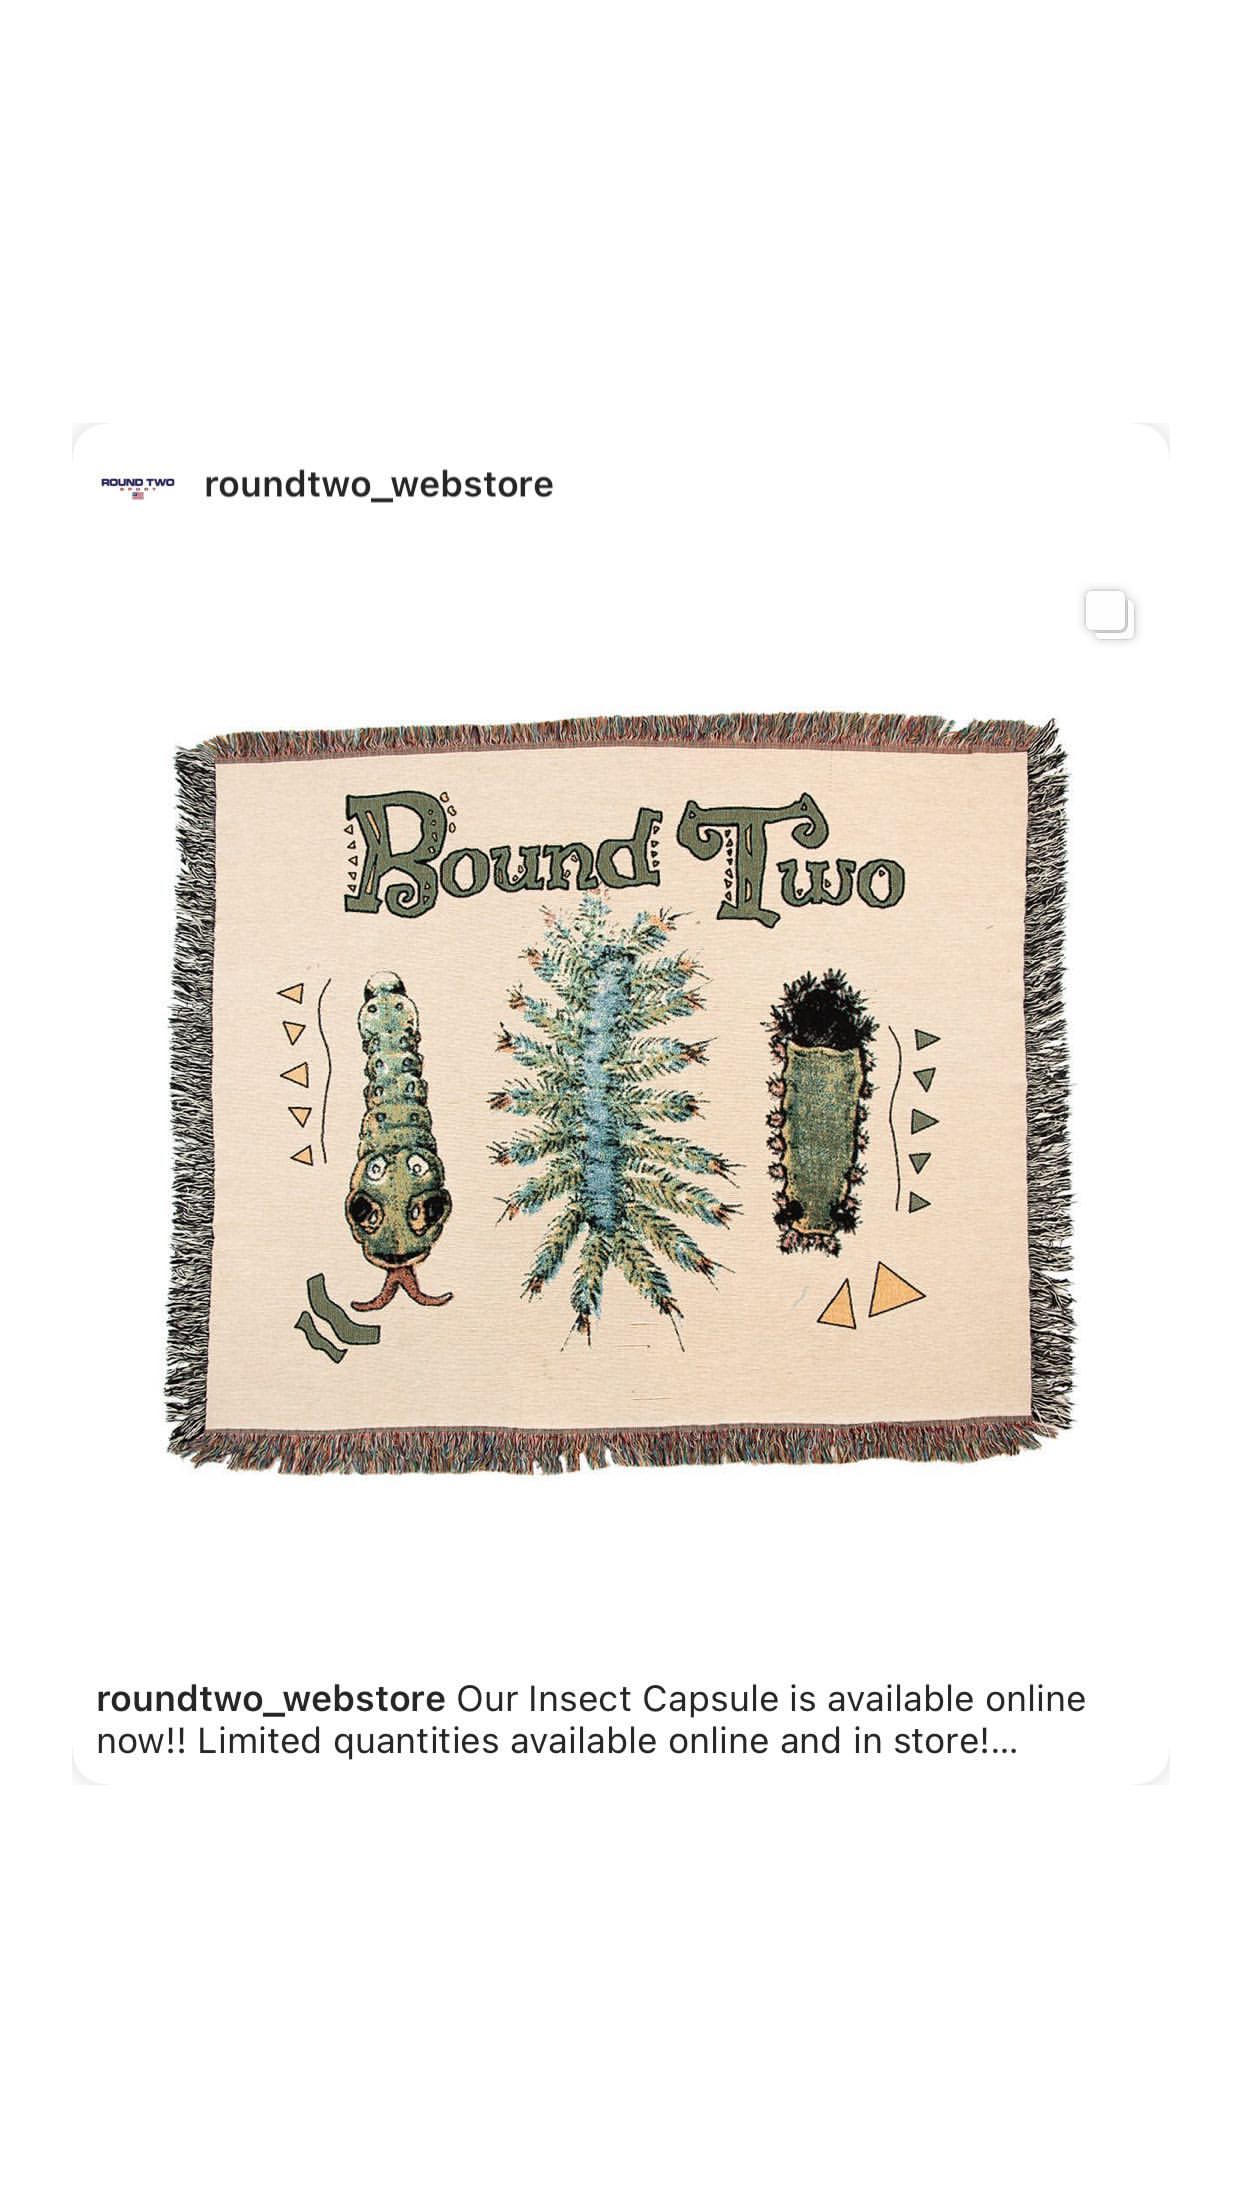 ROUND TWO
SPORT
roundtwo_webstore
Round Two
roundtwo_webstore Our Insect Capsule is available online
now!! Limited quantities available online and in store!...